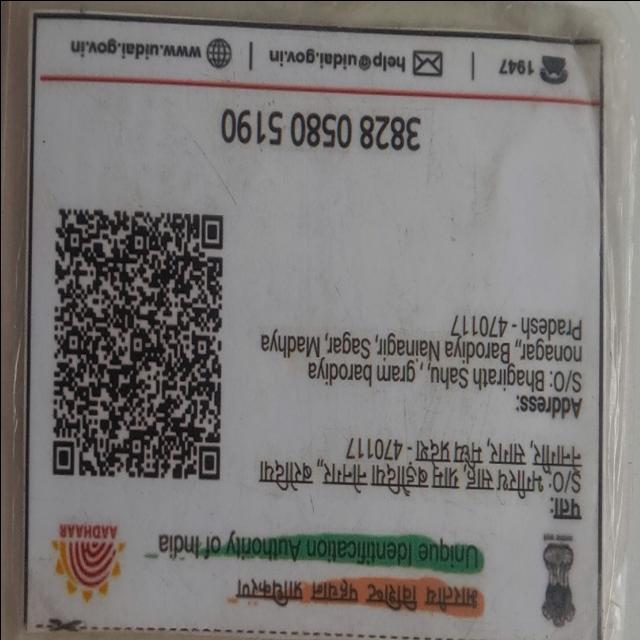 भारतीय विशिष्ट पहचान प्राधिकरण
Unique Identification Authority of India
AADHAAR
पता:
S/O: भगीरथ साहू, ग्राम बड़ोदिया नोनागर,, बरोदिया
नैनागिर, सागर, मध्य प्रदेश - 470117
Address:
S/O: Bhagirath Sahu, , gram barodiya
nonagar,, Barodiya Nainagir, Sagar, Madhya
Pradesh - 470117
3828 0580 5190
1947 | help@uidai.gov.in | www.uidai.gov.in